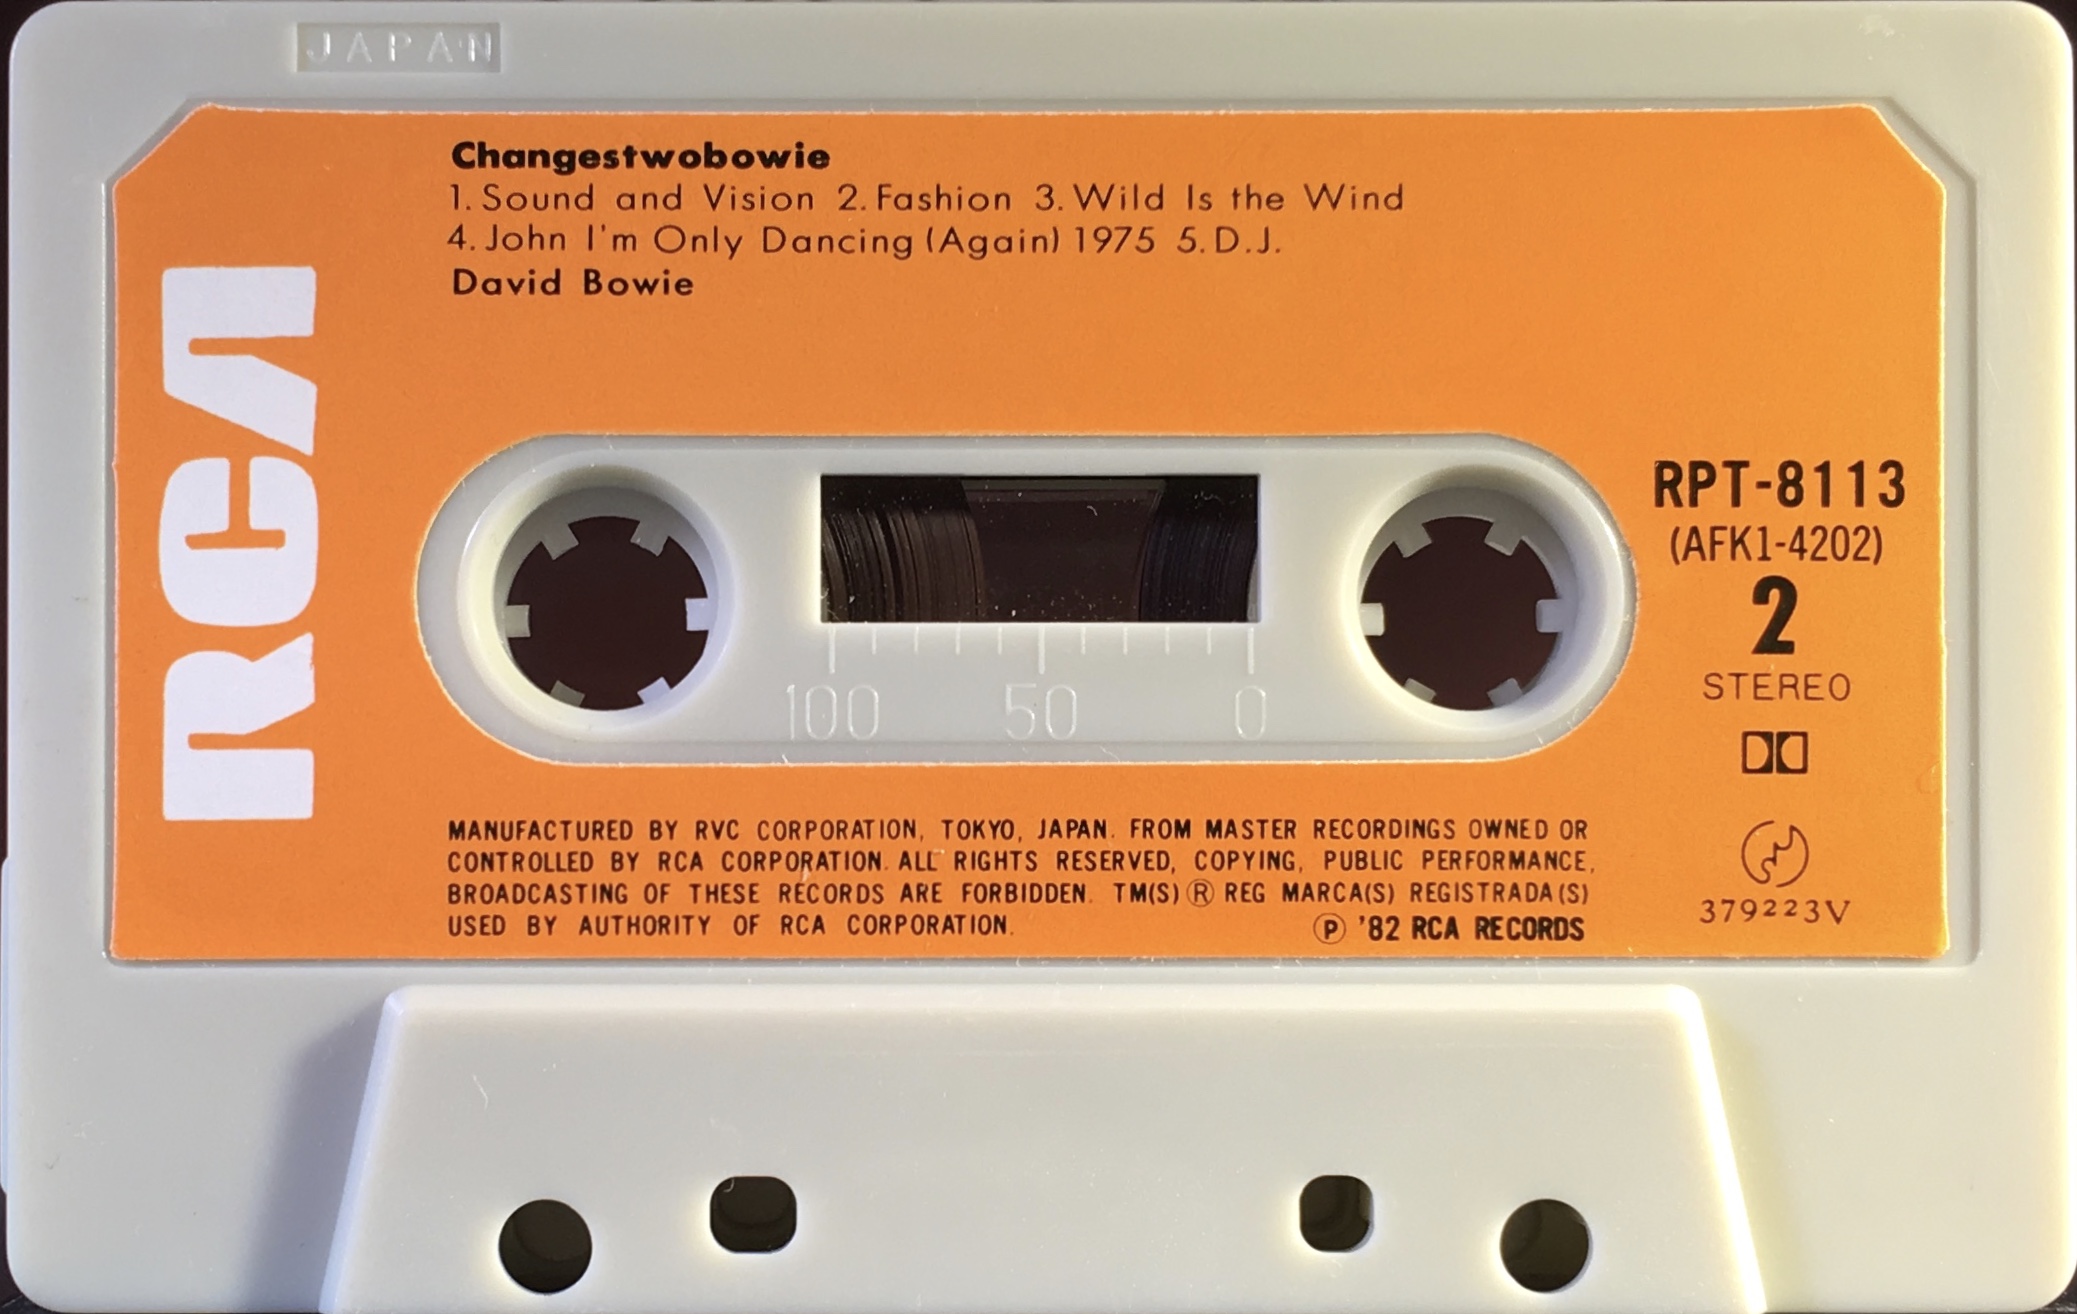 JAPAN
Changestwobowie
1. Sound and Vision 2. Fashion 3. Wild Is the Wind
4. John I'm Only Dancing (Again) 1975 5. D.J.
David Bowie
RCA
RPT-8113
(AFK1-4202)
2
STEREO
100 50 0
MANUFACTURED BY RVC CORPORATION, TOKYO, JAPAN. FROM MASTER RECORDINGS OWNED OR
CONTROLLED BY RCA CORPORATION. ALL RIGHTS RESERVED, COPYING, PUBLIC PERFORMANCE,
BROADCASTING OF THESE RECORDS ARE FORBIDDEN. TM(S) ® REG MARCA(S) REGISTRADA(S)
USED BY AUTHORITY OF RCA CORPORATION.
Ⓟ '82 RCA RECORDS
379223V